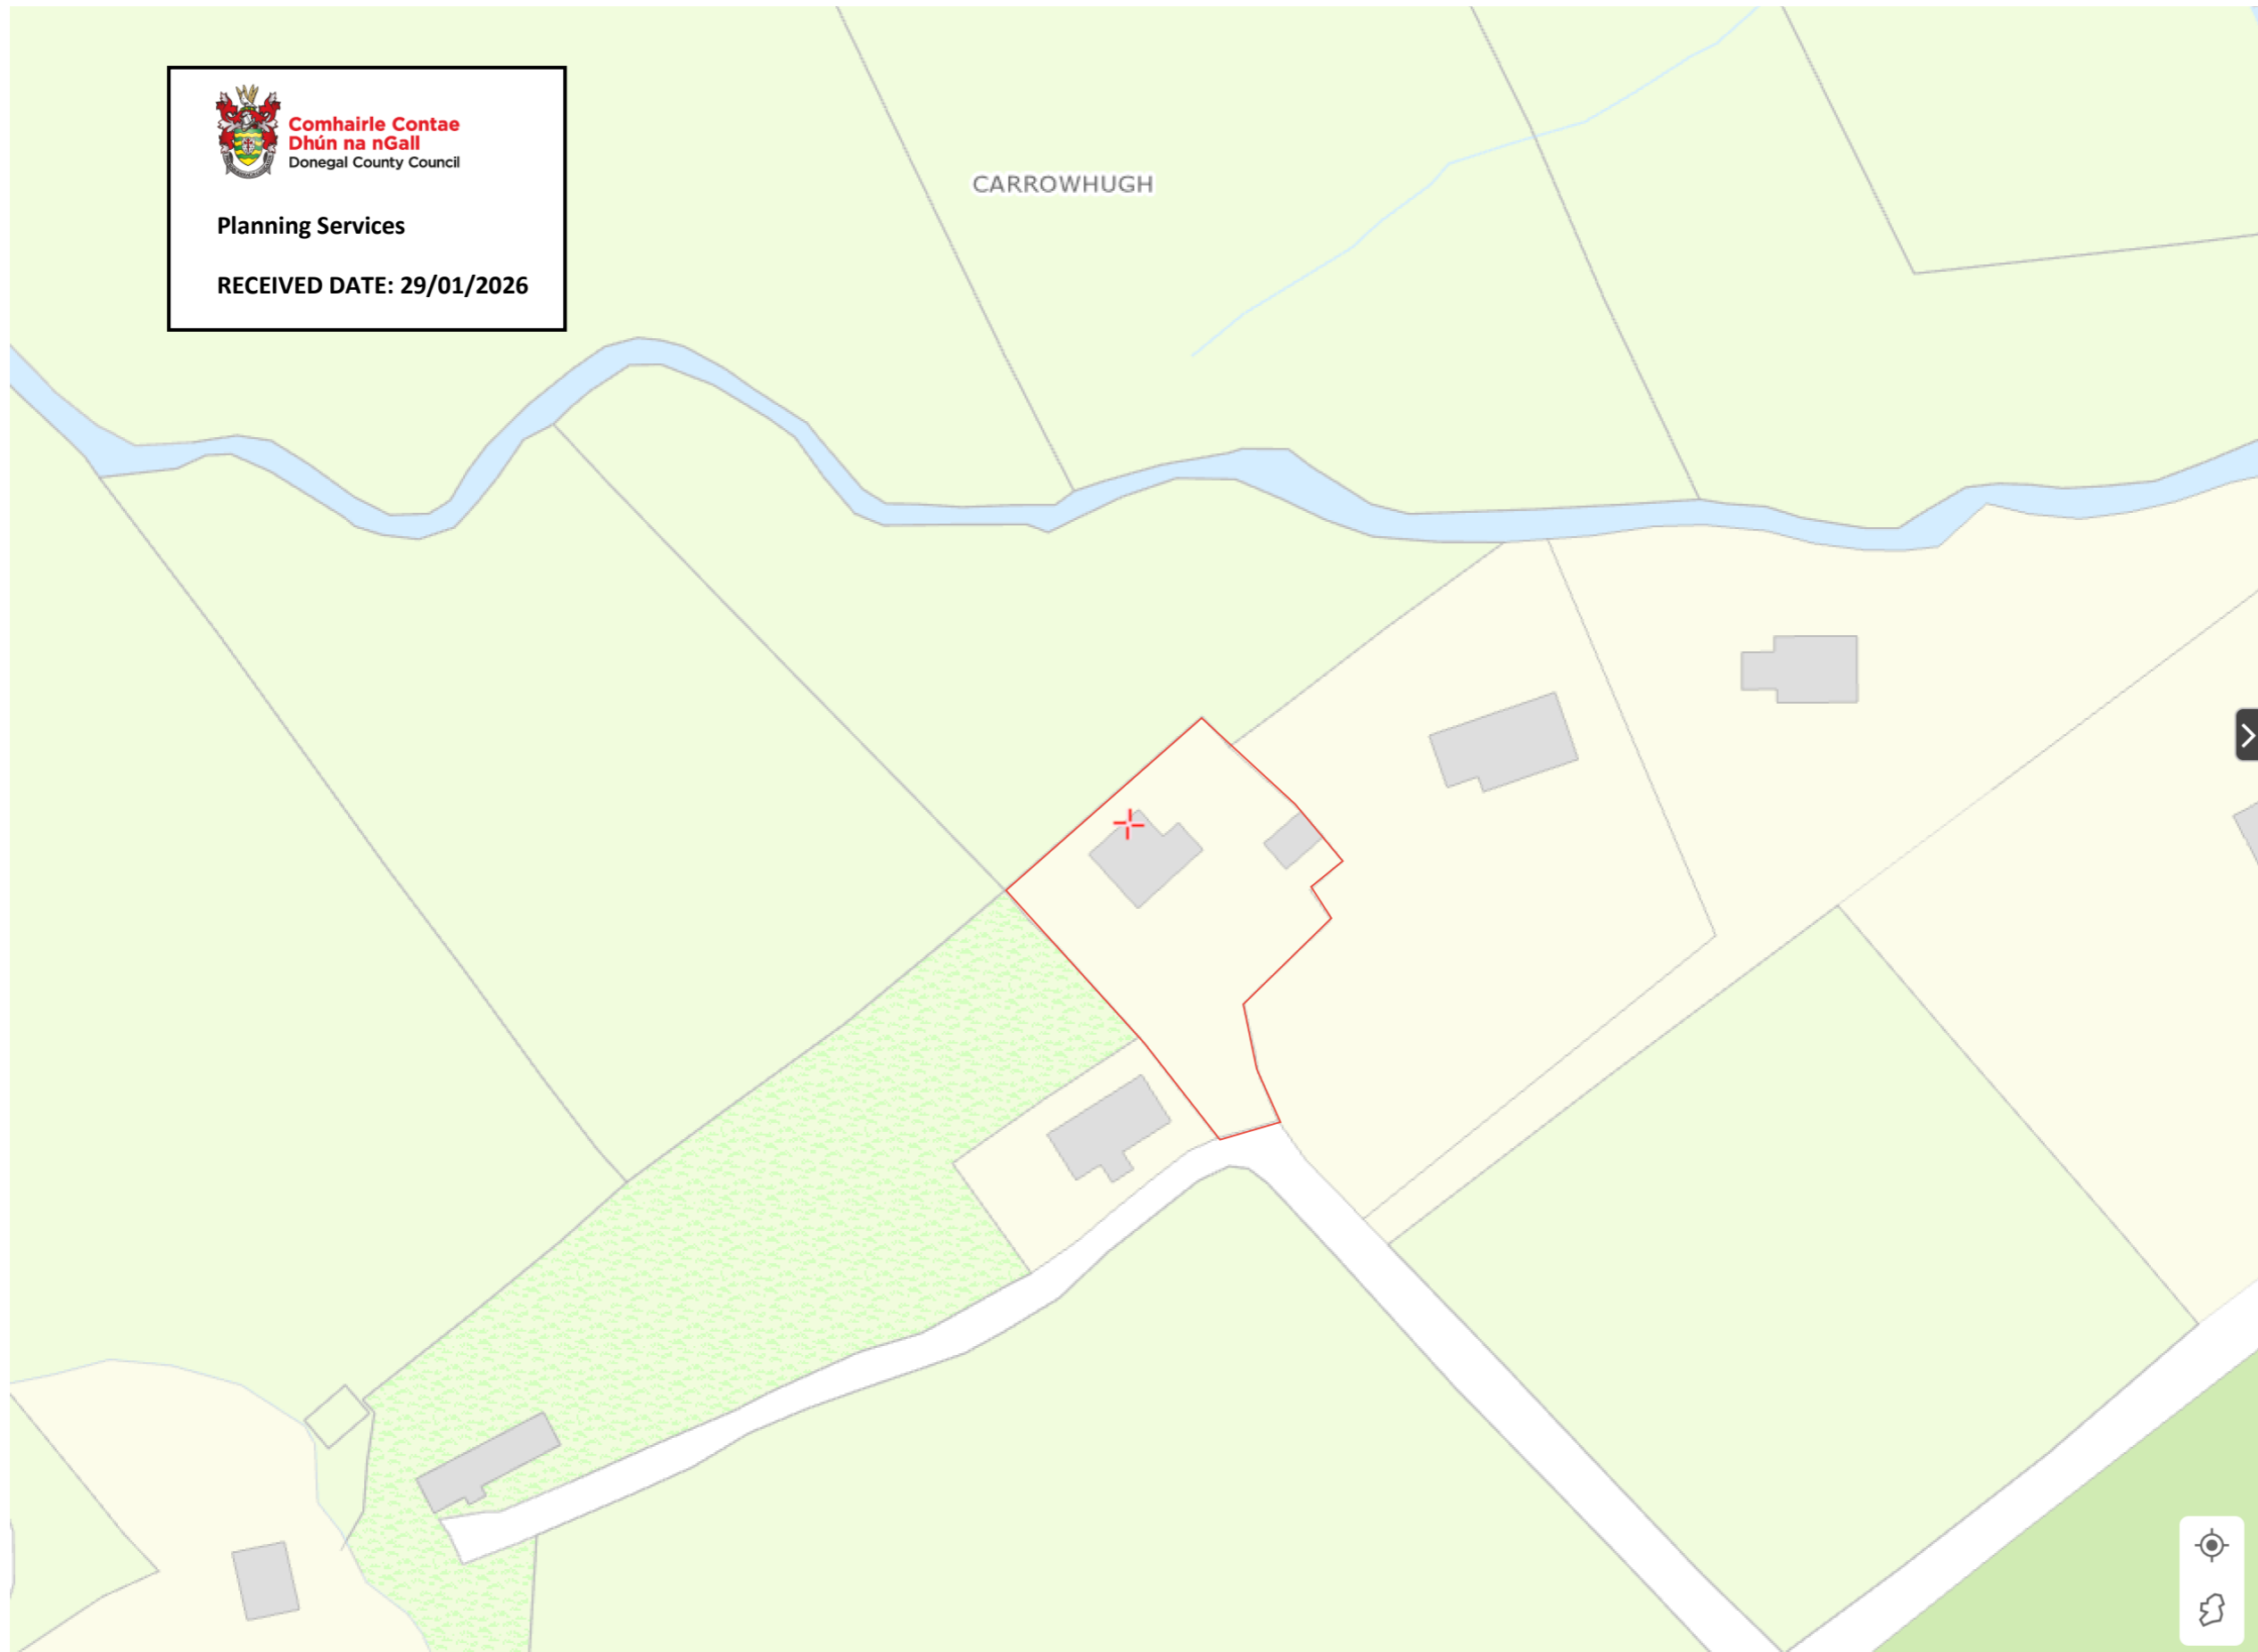 Comhairle Contae
Dhún na nGall
Donegal County Council
Planning Services
RECEIVED DATE: 29/01/2026
CARROWHUGH